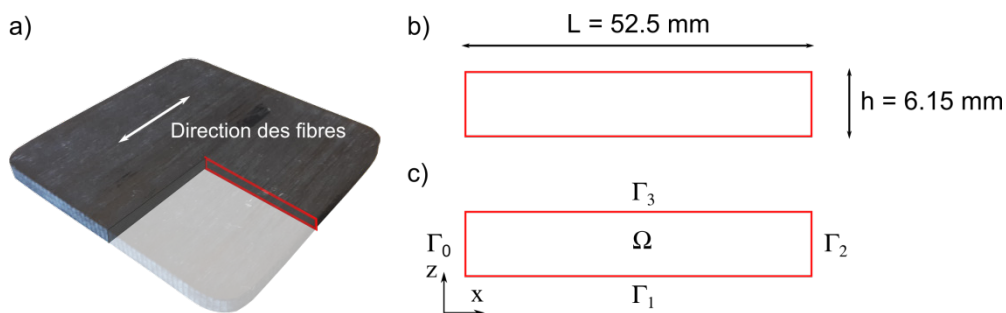 a)
Direction des fibres
b)
L = 52.5 mm
h = 6.15 mm
c)
Γ₃
Γ₀
Ω
Γ₂
z
x
Γ₁